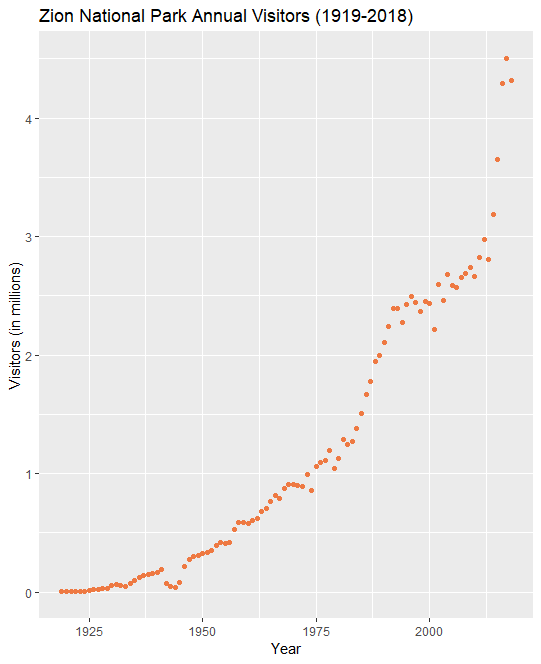 Zion National Park Annual Visitors (1919-2018)
Visitors (in millions)
4
3
2
1
0
1925 1950 1975 2000
Year